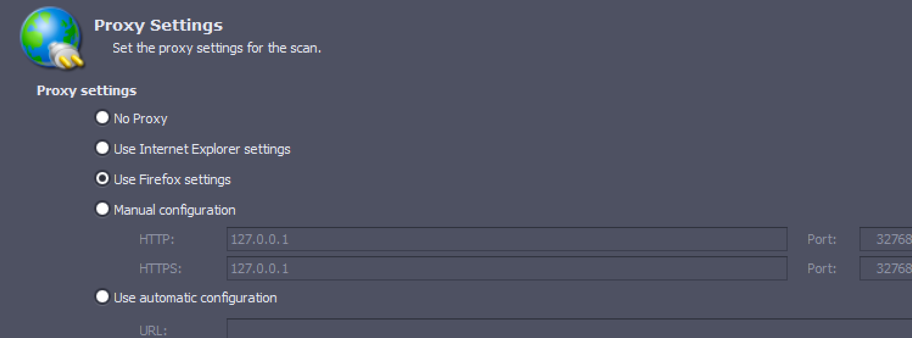 Proxy Settings
Set the proxy settings for the scan.
Proxy settings
No Proxy
Use Internet Explorer settings
Use Firefox settings
Manual configuration
HTTP: 127.0.0.1 Port: 32768
HTTPS: 127.0.0.1 Port: 32768
Use automatic configuration
URL: